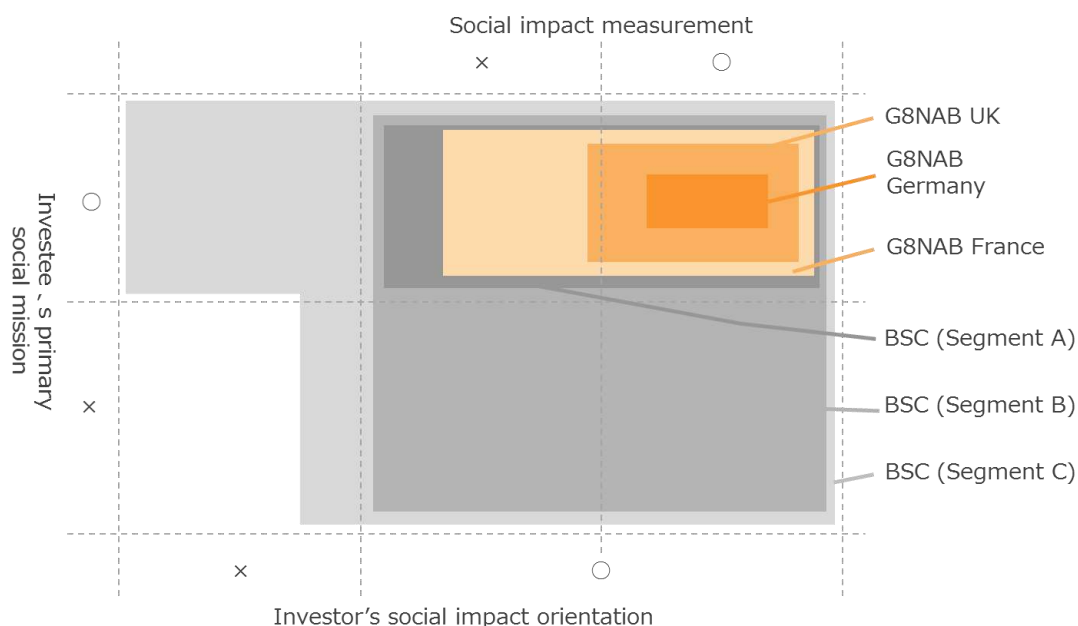 Social impact measurement
× ○
G8NAB UK
G8NAB
Germany
G8NAB France
BSC (Segment A)
BSC (Segment B)
BSC (Segment C)
Investee`s primary
social mission
○
×
× ○
Investor’s social impact orientation